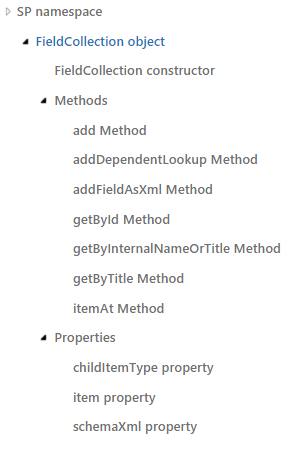 SP namespace
FieldCollection object
FieldCollection constructor
Methods
add Method
addDependentLookup Method
addFieldAsXml Method
getById Method
getByInternalNameOrTitle Method
getByTitle Method
itemAt Method
Properties
childItemType property
item property
schemaXml property